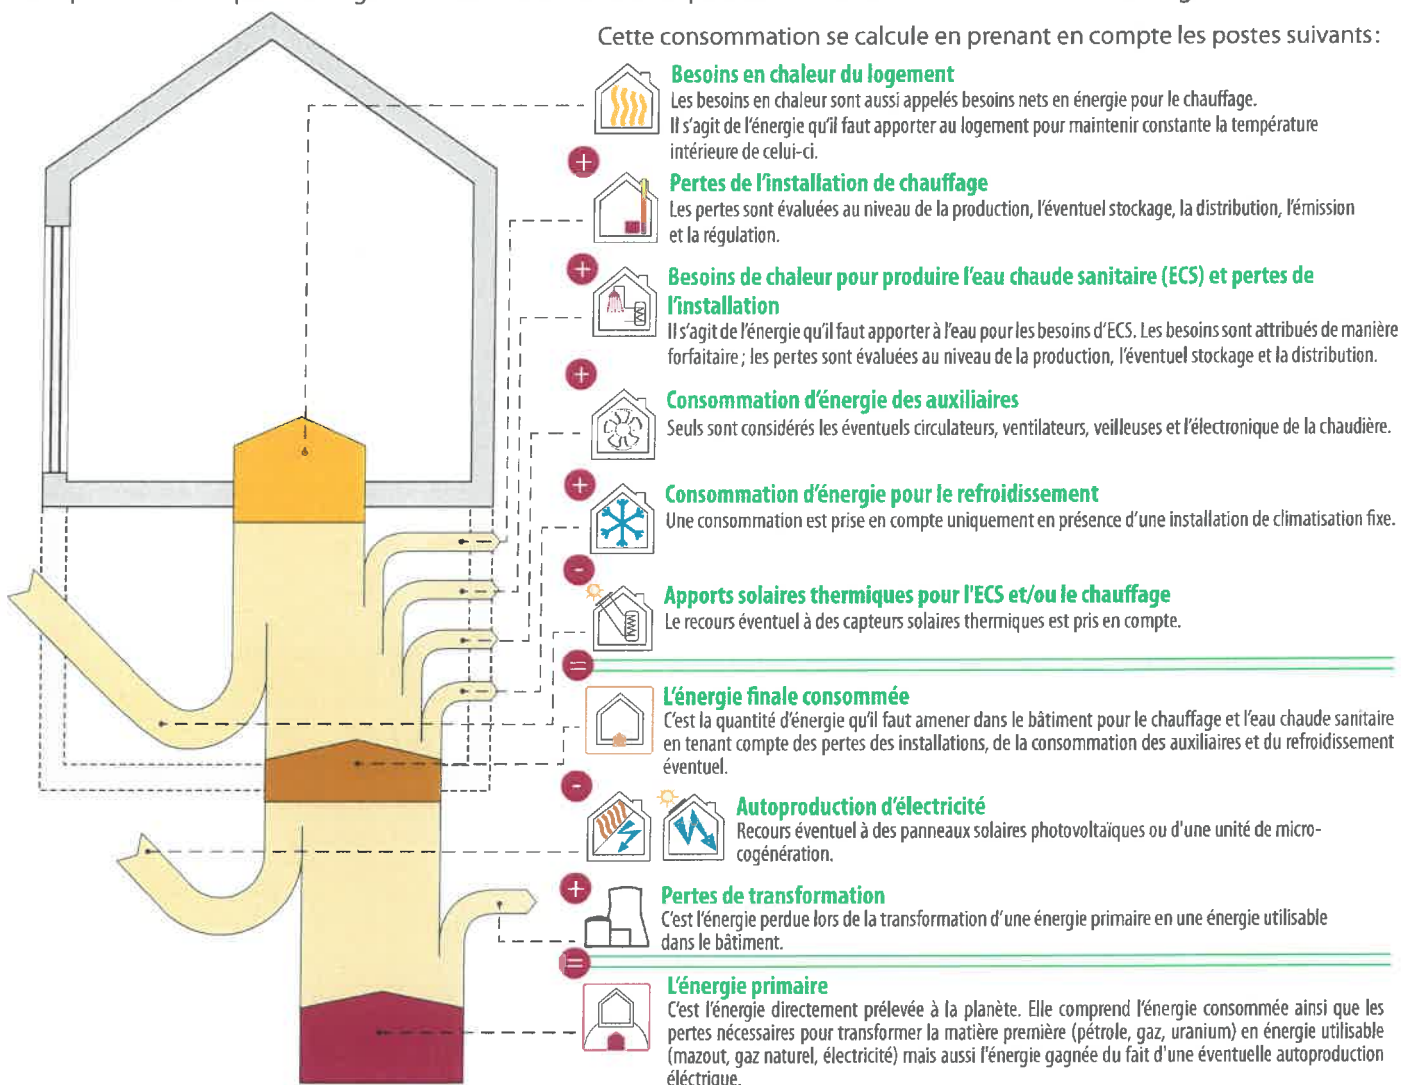 Cette consommation se calcule en prenant en compte les postes suivants:
Besoins en chaleur du logement
Les besoins en chaleur sont aussi appelés besoins nets en énergie pour le chauffage.
Il s'agit de l'énergie qu'il faut apporter au logement pour maintenir constante la température
intérieure de celui-ci.
+
Pertes de l'installation de chauffage
Les pertes sont évaluées au niveau de la production, l'éventuel stockage, la distribution, l'émission
et la régulation.
+
Besoins de chaleur pour produire l'eau chaude sanitaire (ECS) et pertes de
l'installation
Il s'agit de l'énergie qu'il faut apporter à l'eau pour les besoins d'ECS. Les besoins sont attribués de manière
forfaitaire; les pertes sont évaluées au niveau de la production, l'éventuel stockage et la distribution.
+
Consommation d'énergie des auxiliaires
Seuls sont considérés les éventuels circulateurs, ventilateurs, veilleuses et l'électronique de la chaudière.
+
Consommation d'énergie pour le refroidissement
Une consommation est prise en compte uniquement en présence d'une installation de climatisation fixe.
-
Apports solaires thermiques pour l'ECS et/ou le chauffage
Le recours éventuel à des capteurs solaires thermiques est pris en compte.
=
L'énergie finale consommée
C'est la quantité d'énergie qu'il faut amener dans le bâtiment pour le chauffage et l'eau chaude sanitaire
en tenant compte des pertes des installations, de la consommation des auxiliaires et du refroidissement
éventuel.
-
Autoproduction d'électricité
Recours éventuel à des panneaux solaires photovoltaïques ou d'une unité de micro-
cogénération.
+
Pertes de transformation
C'est l'énergie perdue lors de la transformation d'une énergie primaire en une énergie utilisable
dans le bâtiment.
=
L'énergie primaire
C'est l'énergie directement prélevée à la planète. Elle comprend l'énergie consommée ainsi que les
pertes nécessaires pour transformer la matière première (pétrole, gaz, uranium) en énergie utilisable
(mazout, gaz naturel, électricité) mais aussi l'énergie gagnée du fait d'une éventuelle autoproduction
éléctrique.